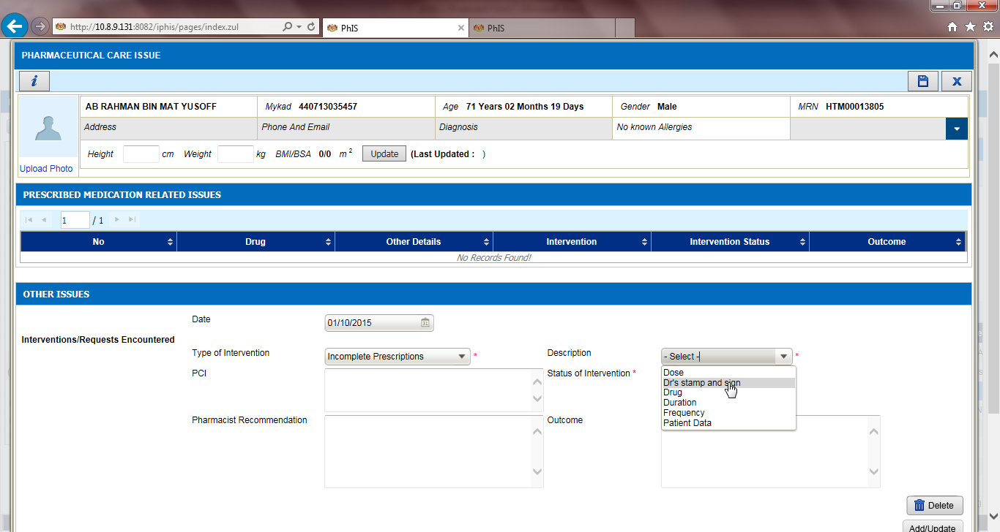 http://10.8.9.131:8082/iphis/pages/index.zul
PhIS
PhIS
PHARMACEUTICAL CARE ISSUE
i
X
AB RAHMAN BIN MAT YUSOFF
Mykad 440713035457
Age 71 Years 02 Months 19 Days
Gender Male
MRN HTM00013805
Address
Phone And Email
Diagnosis
No known Allergies
Height cm Weight kg BMI/BSA 0/0 m 2 Update (Last Updated : )
Upload Photo
PRESCRIBED MEDICATION RELATED ISSUES
1 / 1
No Drug Other Details Intervention Intervention Status Outcome
No Records Found!
OTHER ISSUES
Date 01/10/2015 31
Interventions/Requests Encountered
Type of Intervention Incomplete Prescriptions * Description - Select - *
PCI Status of Intervention *
Dose
Dr's stamp and sign
Drug
Duration
Frequency
Patient Data
Pharmacist Recommendation Outcome
Delete
Add/Update